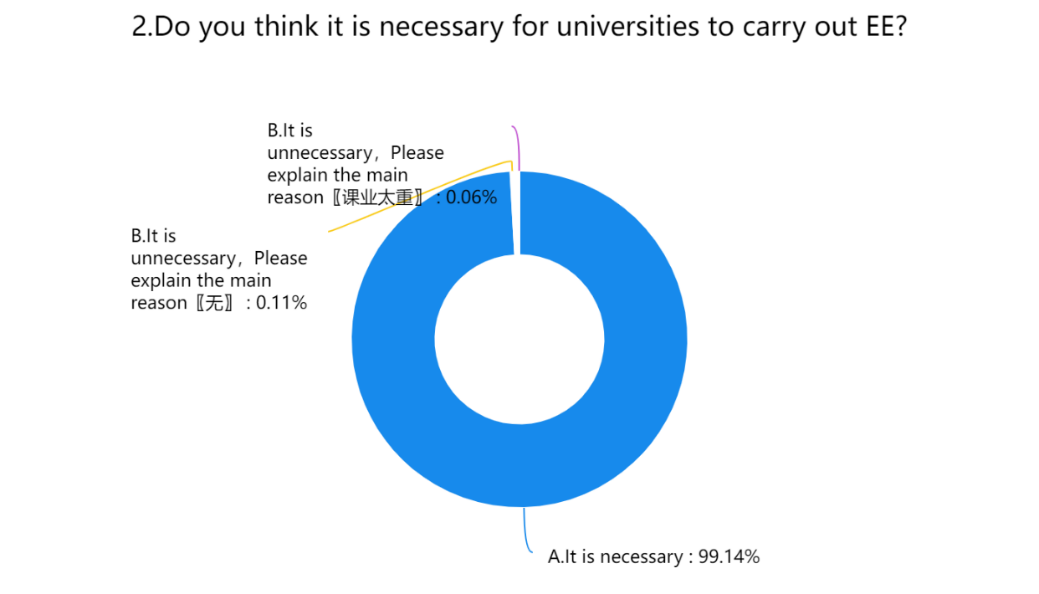 2.Do you think it is necessary for universities to carry out EE?
B.It is
unnecessary，Please
explain the main
reason〖课业太重〗 : 0.06%
B.It is
unnecessary，Please
explain the main
reason〖无〗 : 0.11%
A.It is necessary : 99.14%